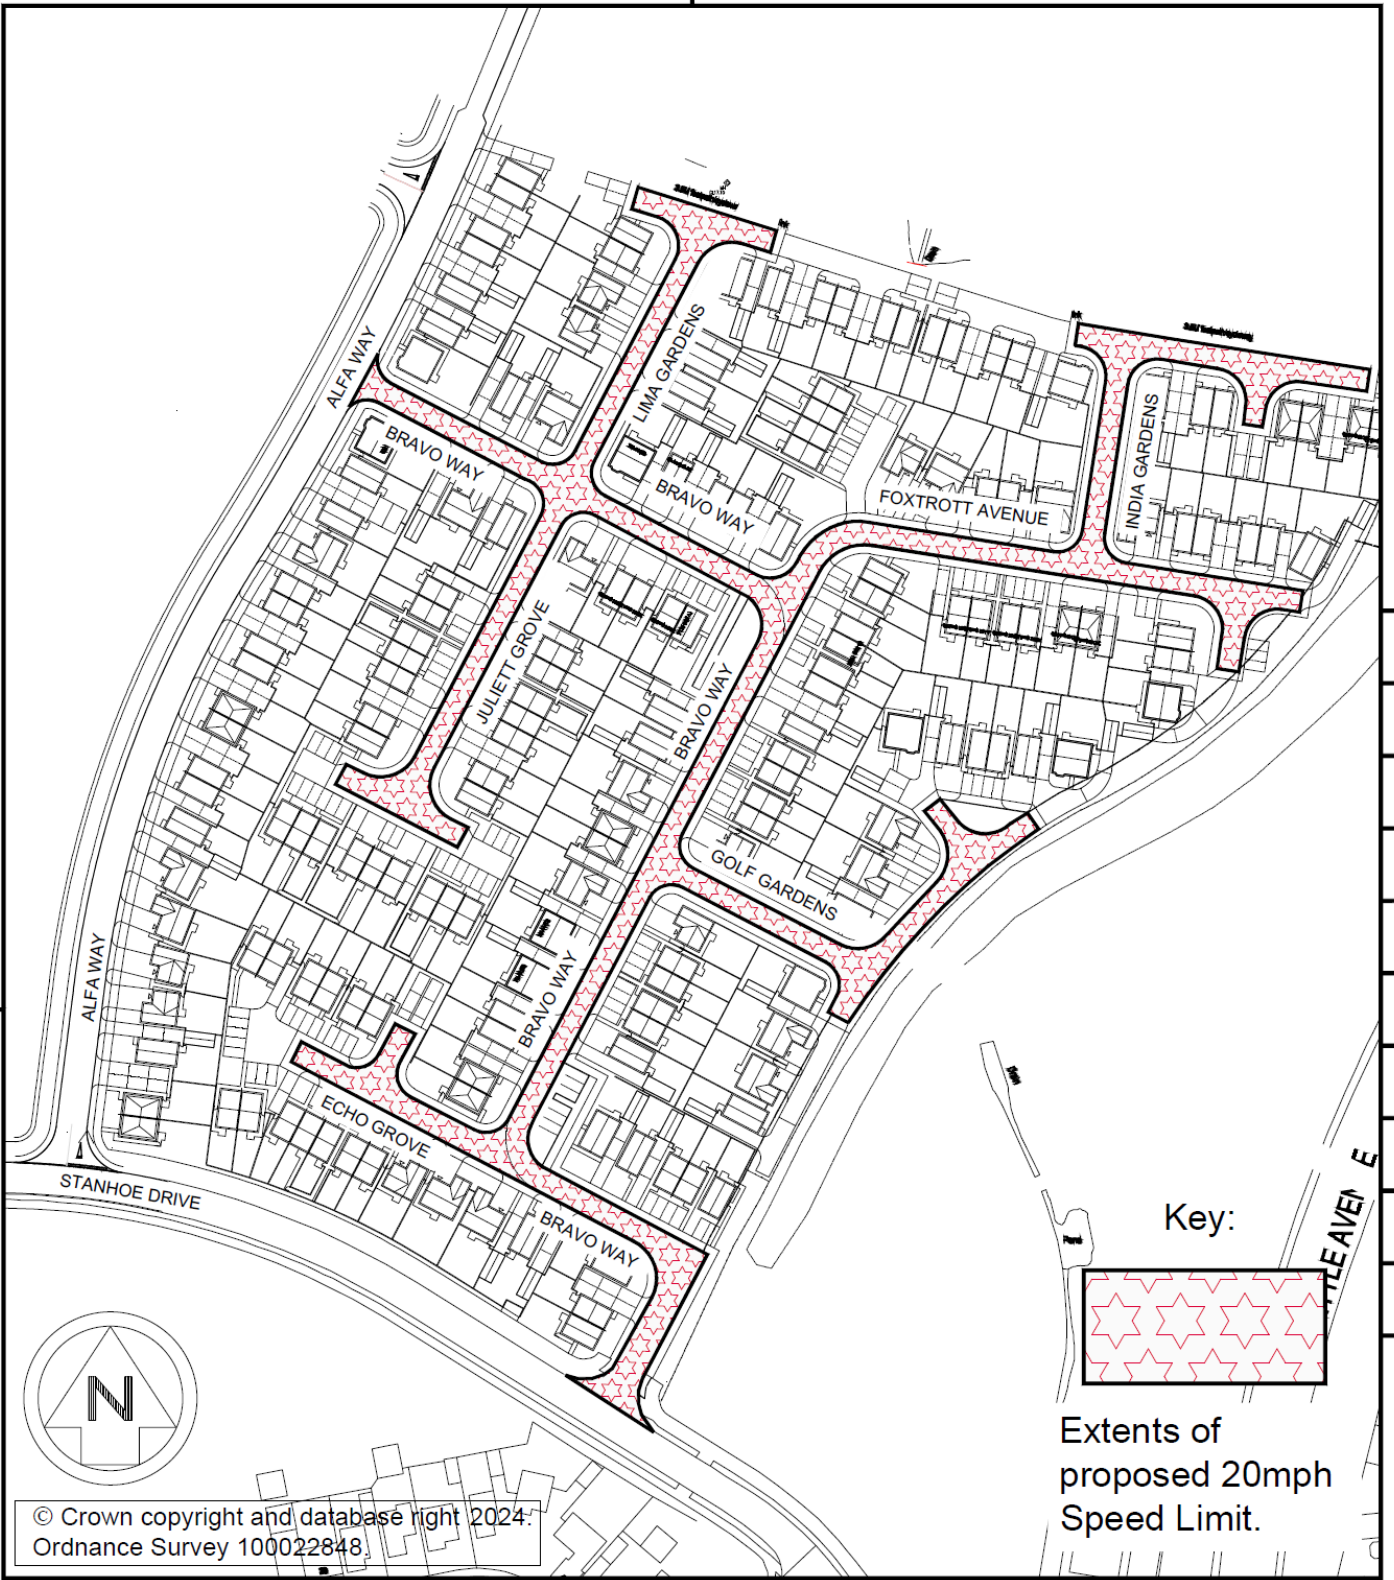 ALFA WAY
LIMA GARDENS
BRAVO WAY
BRAVO WAY
FOXTROTT AVENUE
INDIA GARDENS
JULIETT GROVE
BRAVO WAY
GOLF GARDENS
ALFA WAY
BRAVO WAY
ECHO GROVE
STANHOE DRIVE
BRAVO WAY
Drain
Pond
Key:
Extents of
proposed 20mph
Speed Limit.
N
© Crown copyright and database right 2024.
Ordnance Survey 100022848.